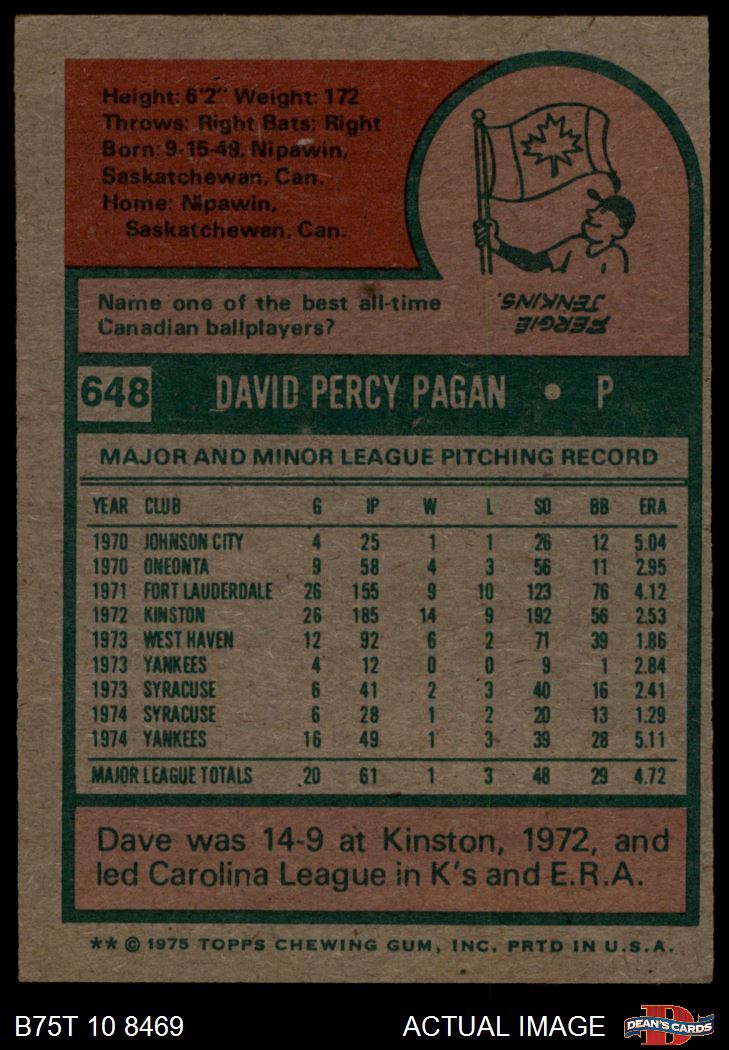 Height: 6'2" Weight: 172
Throws: Right Bats: Right
Born: 9-15-49, Nipawin,
Saskatchewan, Can.
Home: Nipawin,
Saskatchewan, Can.
Name one of the best all-time
Canadian ballplayers?
FERGIE
JENKINS.
648 DAVID PERCY PAGAN • P
MAJOR AND MINOR LEAGUE PITCHING RECORD
YEAR CLUB G IP W L SO BB ERA
1970 JOHNSON CITY 4 25 1 1 26 12 5.04
1970 ONEONTA 9 58 4 3 56 11 2.95
1971 FORT LAUDERDALE 26 155 9 10 123 76 4.12
1972 KINSTON 26 185 14 9 192 56 2.53
1973 WEST HAVEN 12 92 6 2 71 39 1.86
1973 YANKEES 4 12 0 0 9 1 2.84
1973 SYRACUSE 6 41 2 3 40 16 2.41
1974 SYRACUSE 6 28 1 2 20 13 1.29
1974 YANKEES 16 49 1 3 39 28 5.11
MAJOR LEAGUE TOTALS 20 61 1 3 48 29 4.72
Dave was 14-9 at Kinston, 1972, and
led Carolina League in K's and E.R.A.
** © 1975 TOPPS CHEWING GUM, INC. PRTD IN U.S.A.
B75T 10 8469 ACTUAL IMAGE DEAN'S CARDS